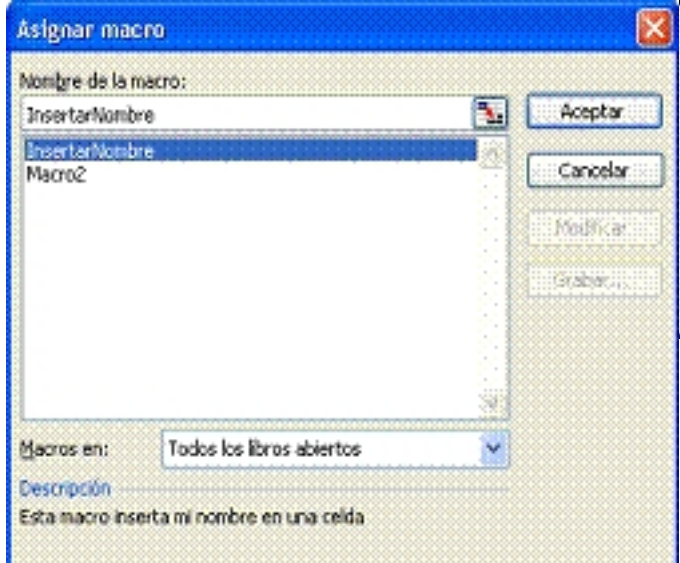 Asignar macro
Nombre de la macro:
InsertarNombre
Aceptar
InsertarNombre
Macro2
Cancelar
Modificar
Grabar...
Macros en:
Todos los libros abiertos
Descripción
Esta macro inserta mi nombre en una celda